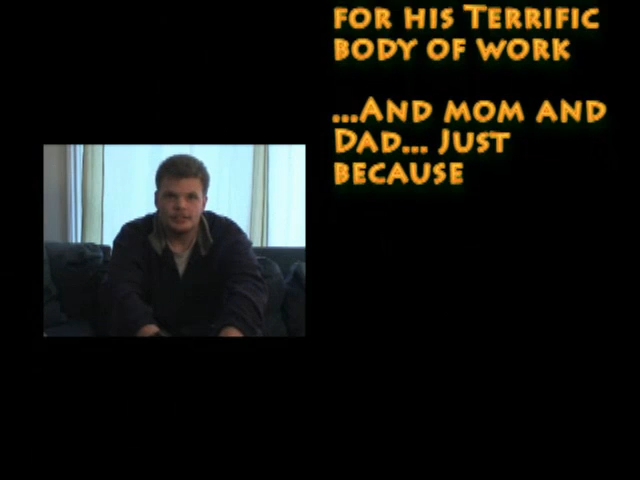 for his Terrific
body of work
...And mom and
Dad... Just
because